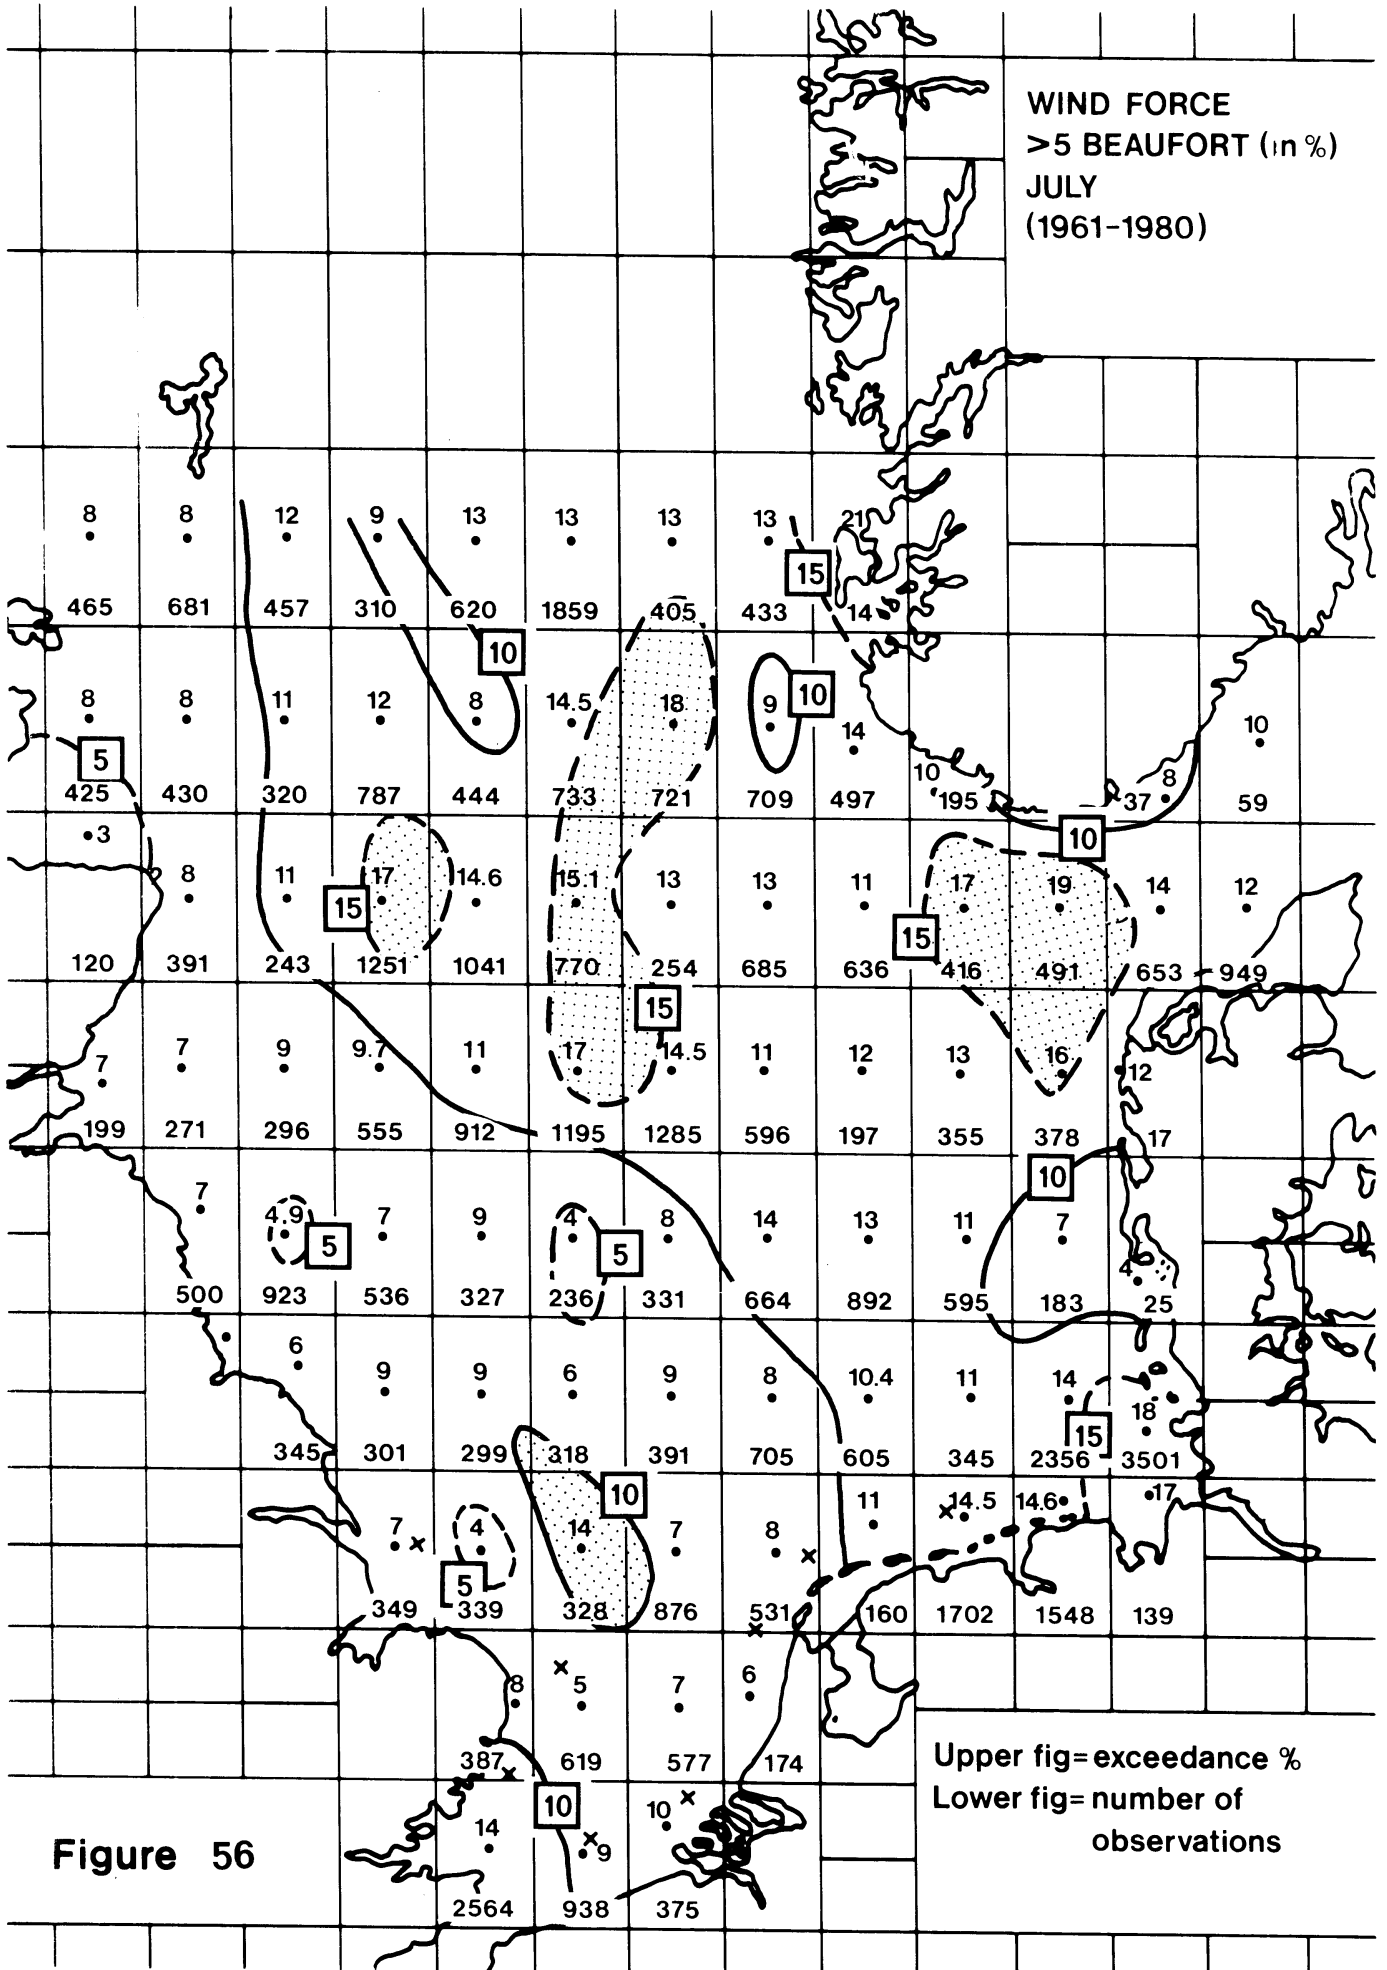 WIND FORCE
>5 BEAUFORT (in %)
JULY
(1961-1980)
8 8 12 9 13 13 13 13 21
15
465 681 457 310 620 1859 405 433 14
10
8 8 11 12 8 14.5 18 9 10 14 10
5
10 8
425 430 320 787 444 733 721 709 497 195 37 59
3 10
8 11 17 14.6 15.1 13 13 11 17 19 14 12
15 15
120 391 243 1251 1041 770 254 685 636 416 491 653 949
15
7 7 9 9.7 11 17 14.5 11 12 13 16 12
199 271 296 555 912 1195 1285 596 197 355 378 17
10
7 4.9 7 9 4 8 14 13 11 7
5 5
4
500 923 536 327 236 331 664 892 595 183 25
6 9 9 6 9 8 10.4 11 14
18
15
345 301 299 318 391 705 605 345 2356 3501
10
7 4 14 7 8 11 14.5 14.6 17
5
349 339 328 876 531 160 1702 1548 139
8 5 7 6
387 619 577 174
Upper fig= exceedance %
Lower fig= number of
observations
10
14 9 10
Figure 56
2564 938 375